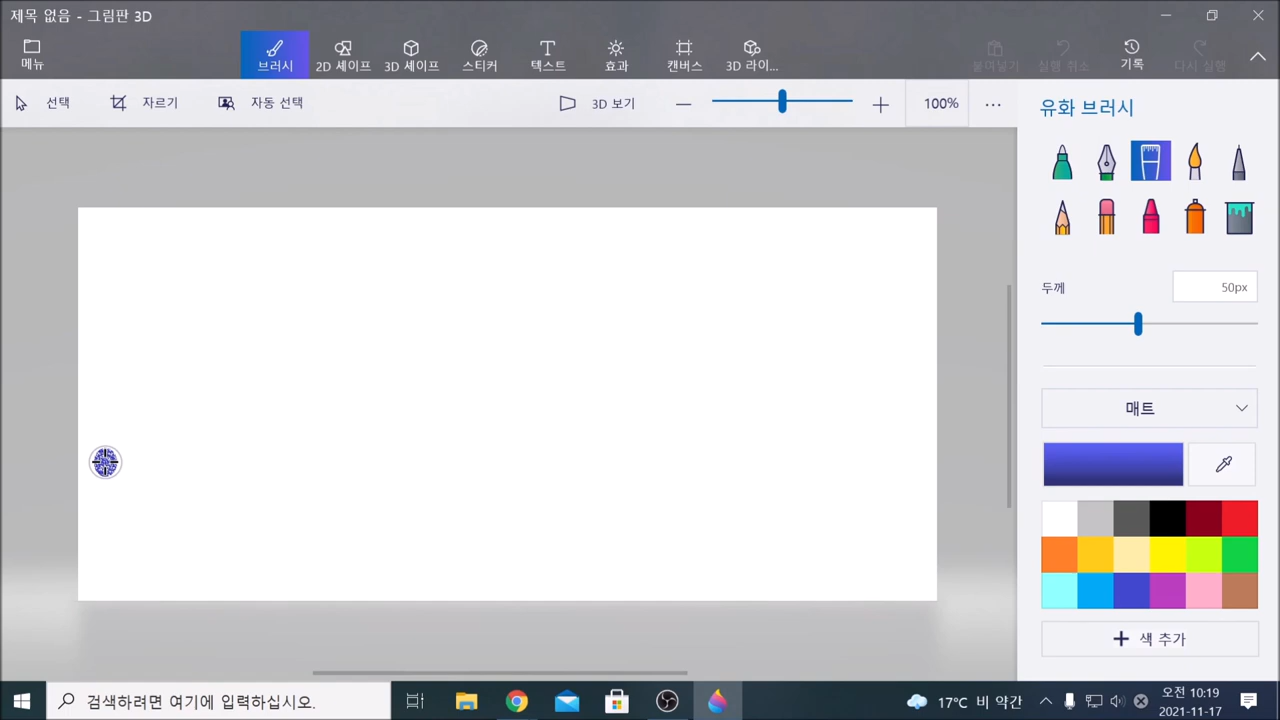 제목 없음 - 그림판 3D
메뉴
브러시
2D 셰이프
3D 셰이프
스티커
텍스트
효과
캔버스
3D 라이...
붙여넣기
실행 취소
기록
다시 실행
선택
자르기
자동 선택
3D 보기
100%
유화 브러시
두께
50px
매트
색 추가
검색하려면 여기에 입력하십시오.
17°C 비 약간
오전 10:19
2021-11-17